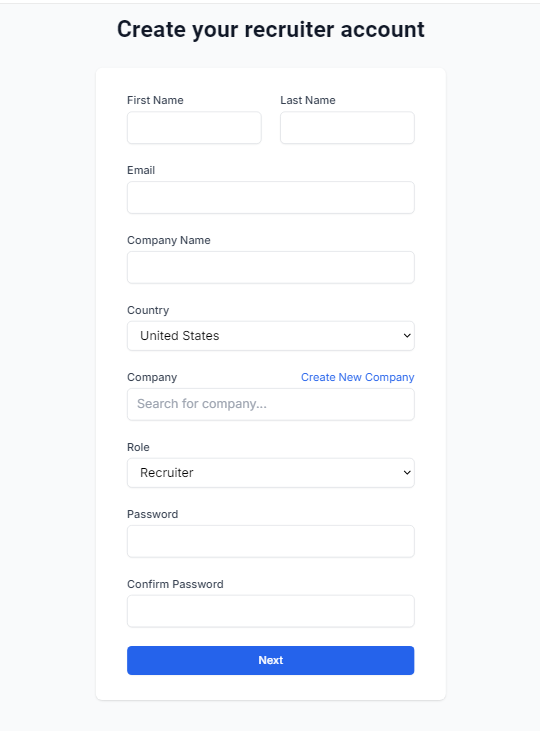 Create your recruiter account
First Name Last Name
Email
Company Name
Country
United States
Company Create New Company
Search for company...
Role
Recruiter
Password
Confirm Password
Next